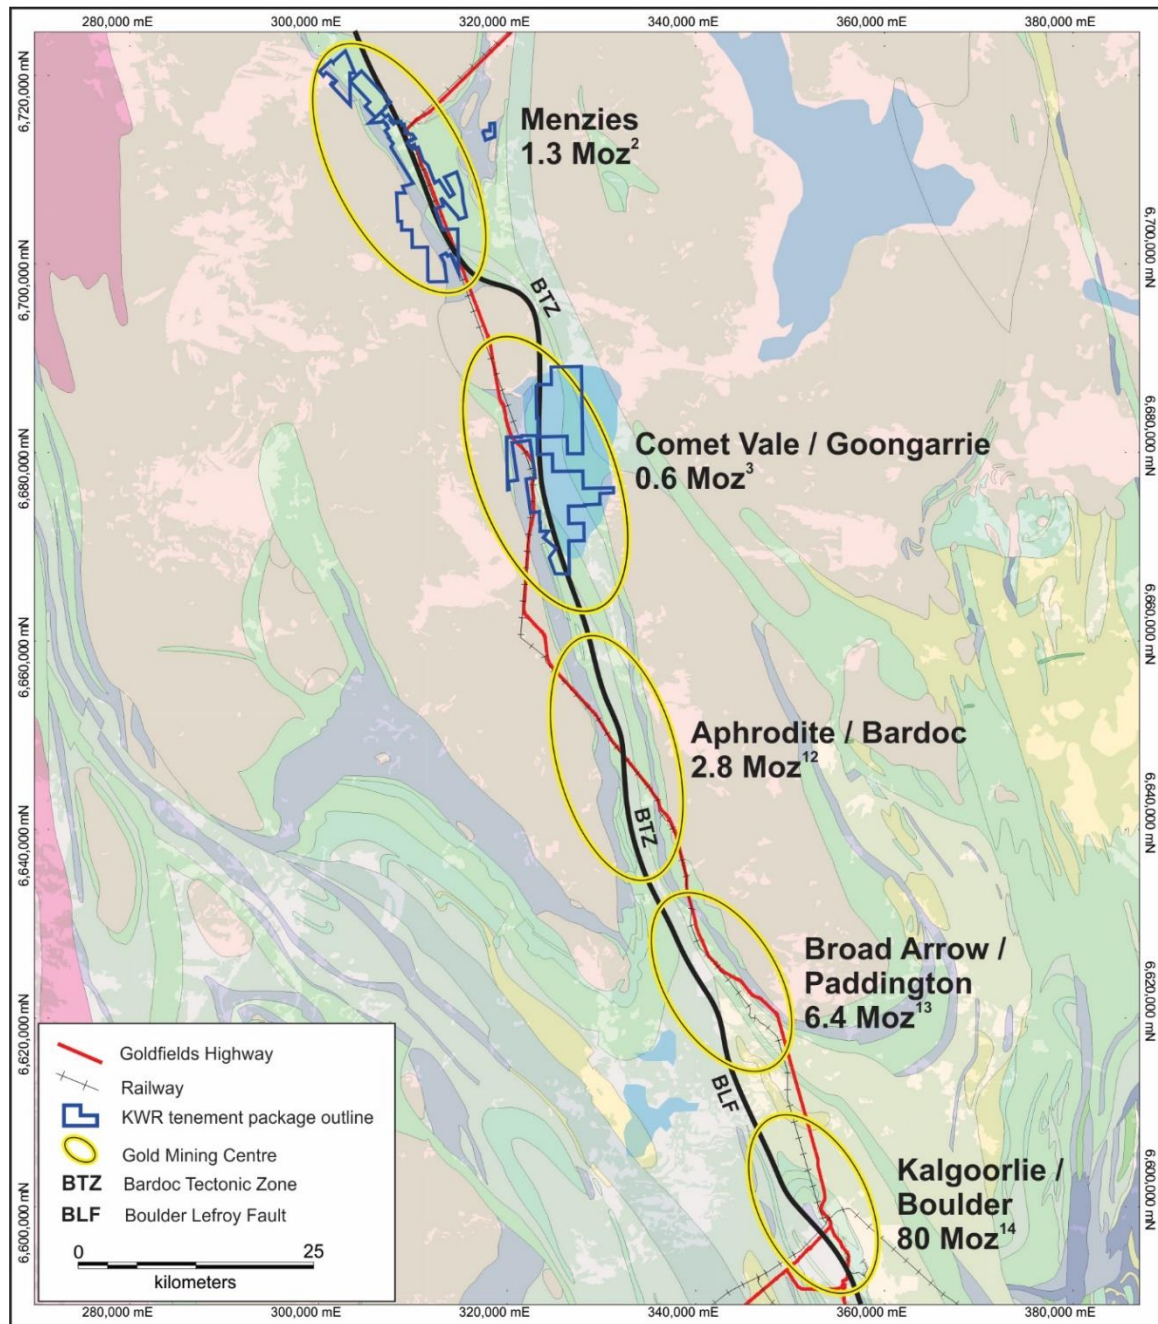 280,000 mE
300,000 mE
320,000 mE
340,000 mE
360,000 mE
380,000 mE
6,720,000 mN
6,700,000 mN
6,680,000 mN
6,660,000 mN
6,640,000 mN
6,620,000 mN
6,600,000 mN
Menzies
1.3 Moz²
BTZ
Comet Vale / Goongarrie
0.6 Moz³
Aphrodite / Bardoc
2.8 Moz¹²
BTZ
Broad Arrow /
Paddington
6.4 Moz¹³
BLF
Kalgoorlie /
Boulder
80 Moz¹⁴
6,700,000 mN
6,680,000 mN
6,660,000 mN
6,640,000 mN
6,620,000 mN
6,600,000 mN
Goldfields Highway
Railway
KWR tenement package outline
Gold Mining Centre
BTZ Bardoc Tectonic Zone
BLF Boulder Lefroy Fault
0 25
kilometers
280,000 mE
300,000 mE
320,000 mE
340,000 mE
360,000 mE
380,000 mE